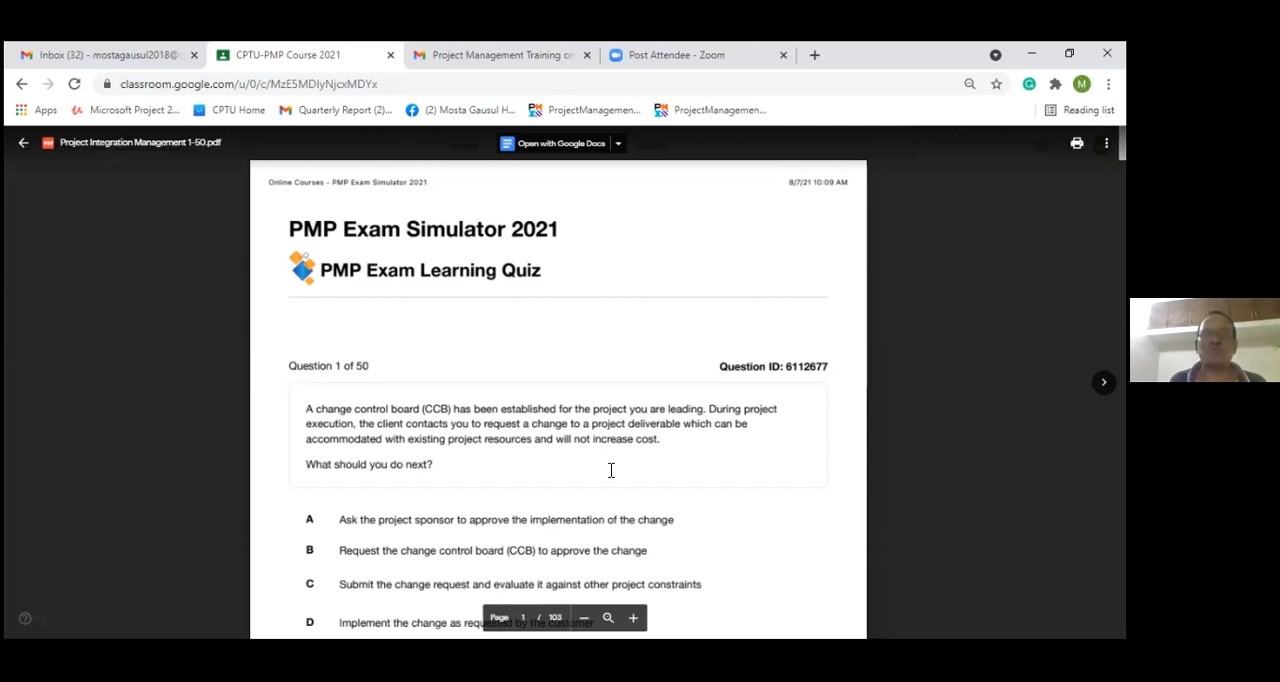 Inbox (32) - mostagausul2018@
CPTU-PMP Course 2021
Project Management Training on
Post Attendee - Zoom
classroom.google.com/u/0/c/MzE5MDIyNjcxMDYx
Apps
Microsoft Project 2...
CPTU Home
Quarterly Report (2)...
(2) Mosta Gausul H...
ProjectManagemen...
ProjectManagemen...
Reading list
M
Project Integration Management 1-50.pdf
Open with Google Docs
Online Courses - PMP Exam Simulator 2021
8/7/21 10:09 AM
PMP Exam Simulator 2021
PMP Exam Learning Quiz
Question 1 of 50
Question ID: 6112677
A change control board (CCB) has been established for the project you are leading. During project
execution, the client contacts you to request a change to a project deliverable which can be
accommodated with existing project resources and will not increase cost.
What should you do next?
A Ask the project sponsor to approve the implementation of the change
B Request the change control board (CCB) to approve the change
C Submit the change request and evaluate it against other project constraints
D Implement the change as requested by the customer
Page 1 / 103